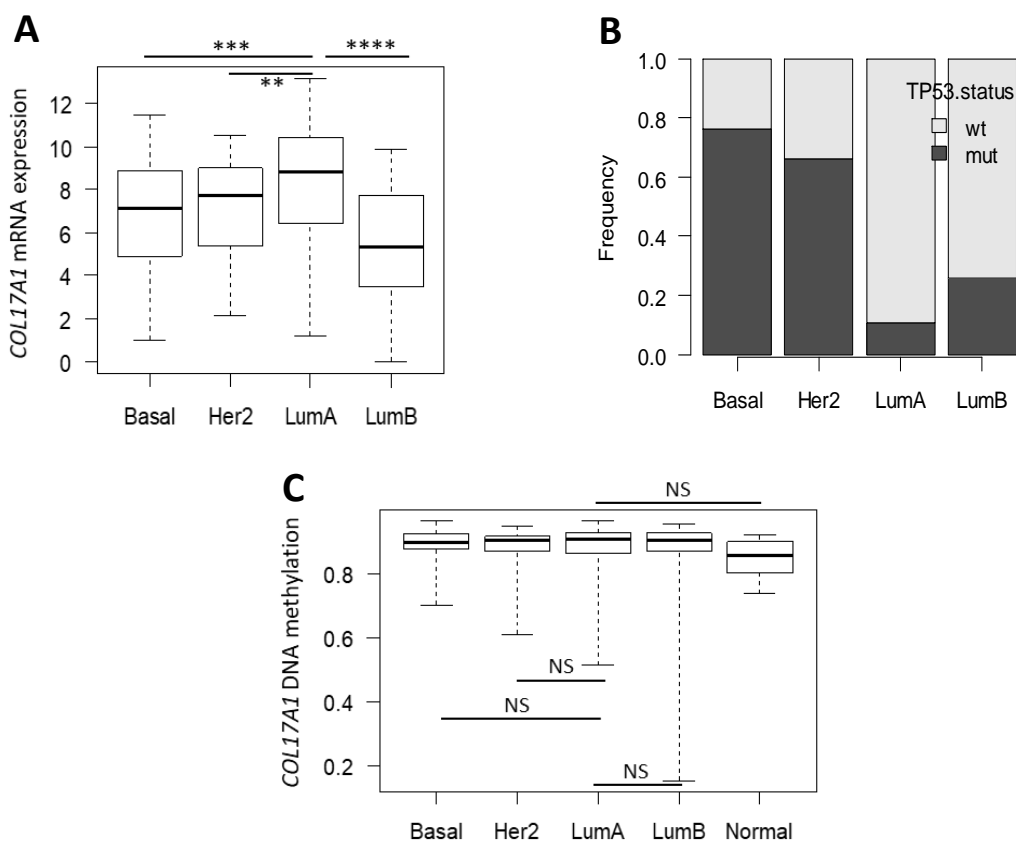 A
*** ****
**
COL17A1 mRNA expression
12
10
8
6
4
2
0
Basal Her2 LumA LumB
B
TP53.status
wt
mut
Frequency
1.0
0.8
0.6
0.4
0.2
0.0
Basal Her2 LumA LumB
C
NS
NS
NS
NS
COL17A1 DNA methylation
0.8
0.6
0.4
0.2
Basal Her2 LumA LumB Normal